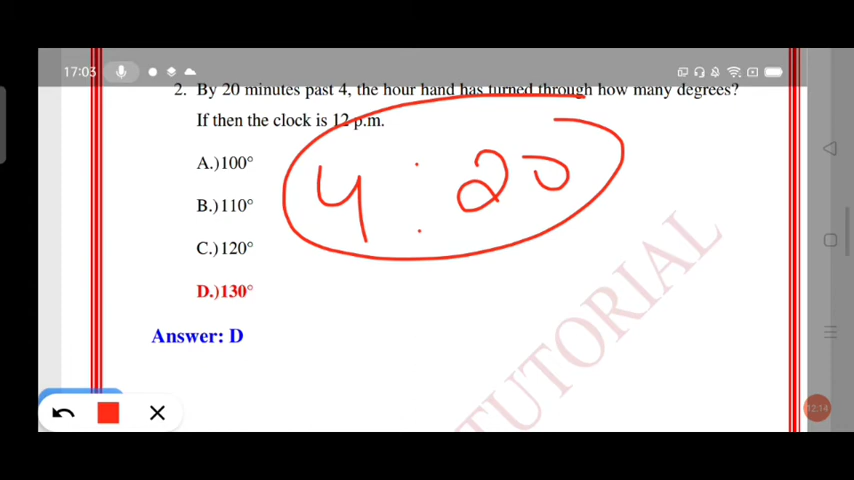 17:03
2. By 20 minutes past 4, the hour hand has turned through how many degrees?
If then the clock is 12 p.m.
A.)100°
4 : 20
B.)110°
C.)120°
D.)130°
Answer: D
TUTORIAL
12:14